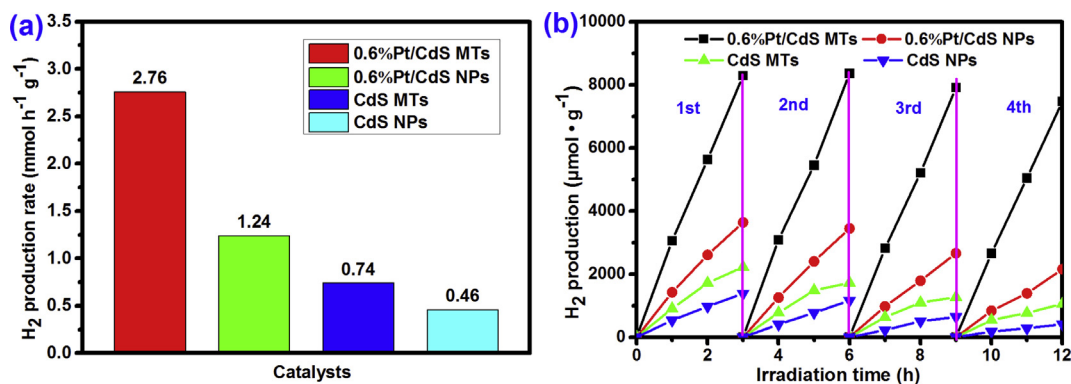 (a)
H₂ production rate (mmol h⁻¹ g⁻¹)
3.5
3.0
2.5
2.0
1.5
1.0
0.5
0.0
0.6%Pt/CdS MTs
0.6%Pt/CdS NPs
CdS MTs
CdS NPs
2.76
1.24
0.74
0.46
Catalysts
(b)
H₂ production (μmol • g⁻¹)
10000
8000
6000
4000
2000
0
0.6%Pt/CdS MTs 0.6%Pt/CdS NPs
CdS MTs CdS NPs
1st 2nd 3rd 4th
0 2 4 6 8 10 12
Irradiation time (h)